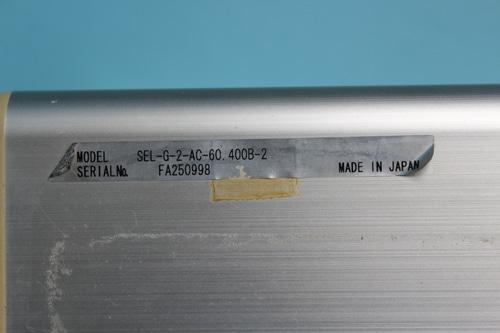 MODEL SEL-G-2-AC-60.400B-2
SERIALNo. FA250998 MADE IN JAPAN